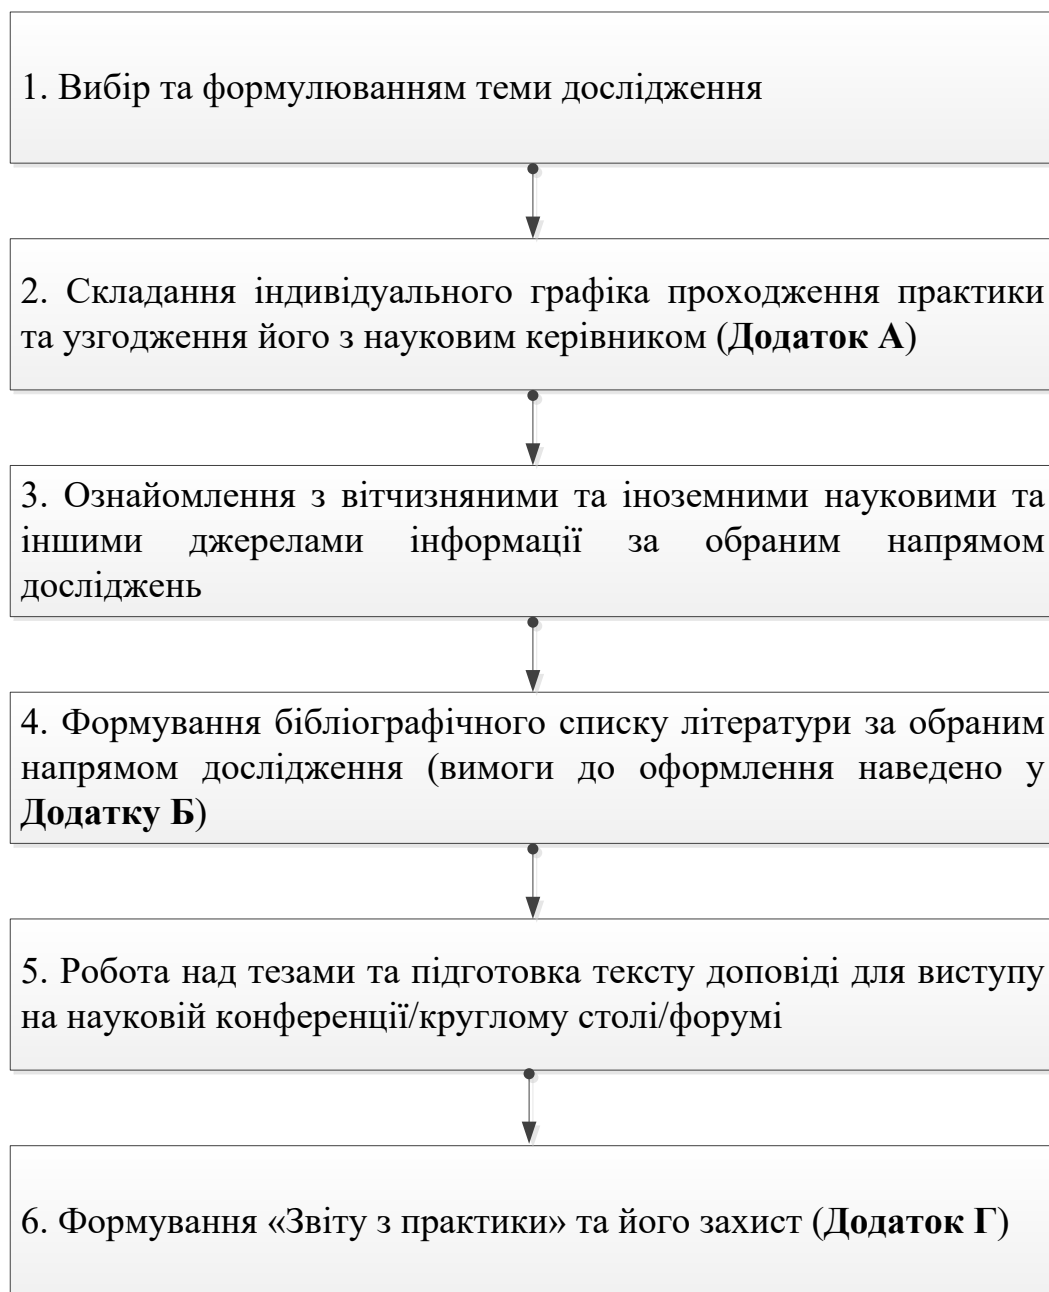 1. Вибір та формулюванням теми дослідження
2. Складання індивідуального графіка проходження практики
та узгодження його з науковим керівником (Додаток А)
3. Ознайомлення з вітчизняними та іноземними науковими та
іншими джерелами інформації за обраним напрямом
досліджень
4. Формування бібліографічного списку літератури за обраним
напрямом дослідження (вимоги до оформлення наведено у
Додатку Б)
5. Робота над тезами та підготовка тексту доповіді для виступу
на науковій конференції/круглому столі/форумі
6. Формування «Звіту з практики» та його захист (Додаток Г)